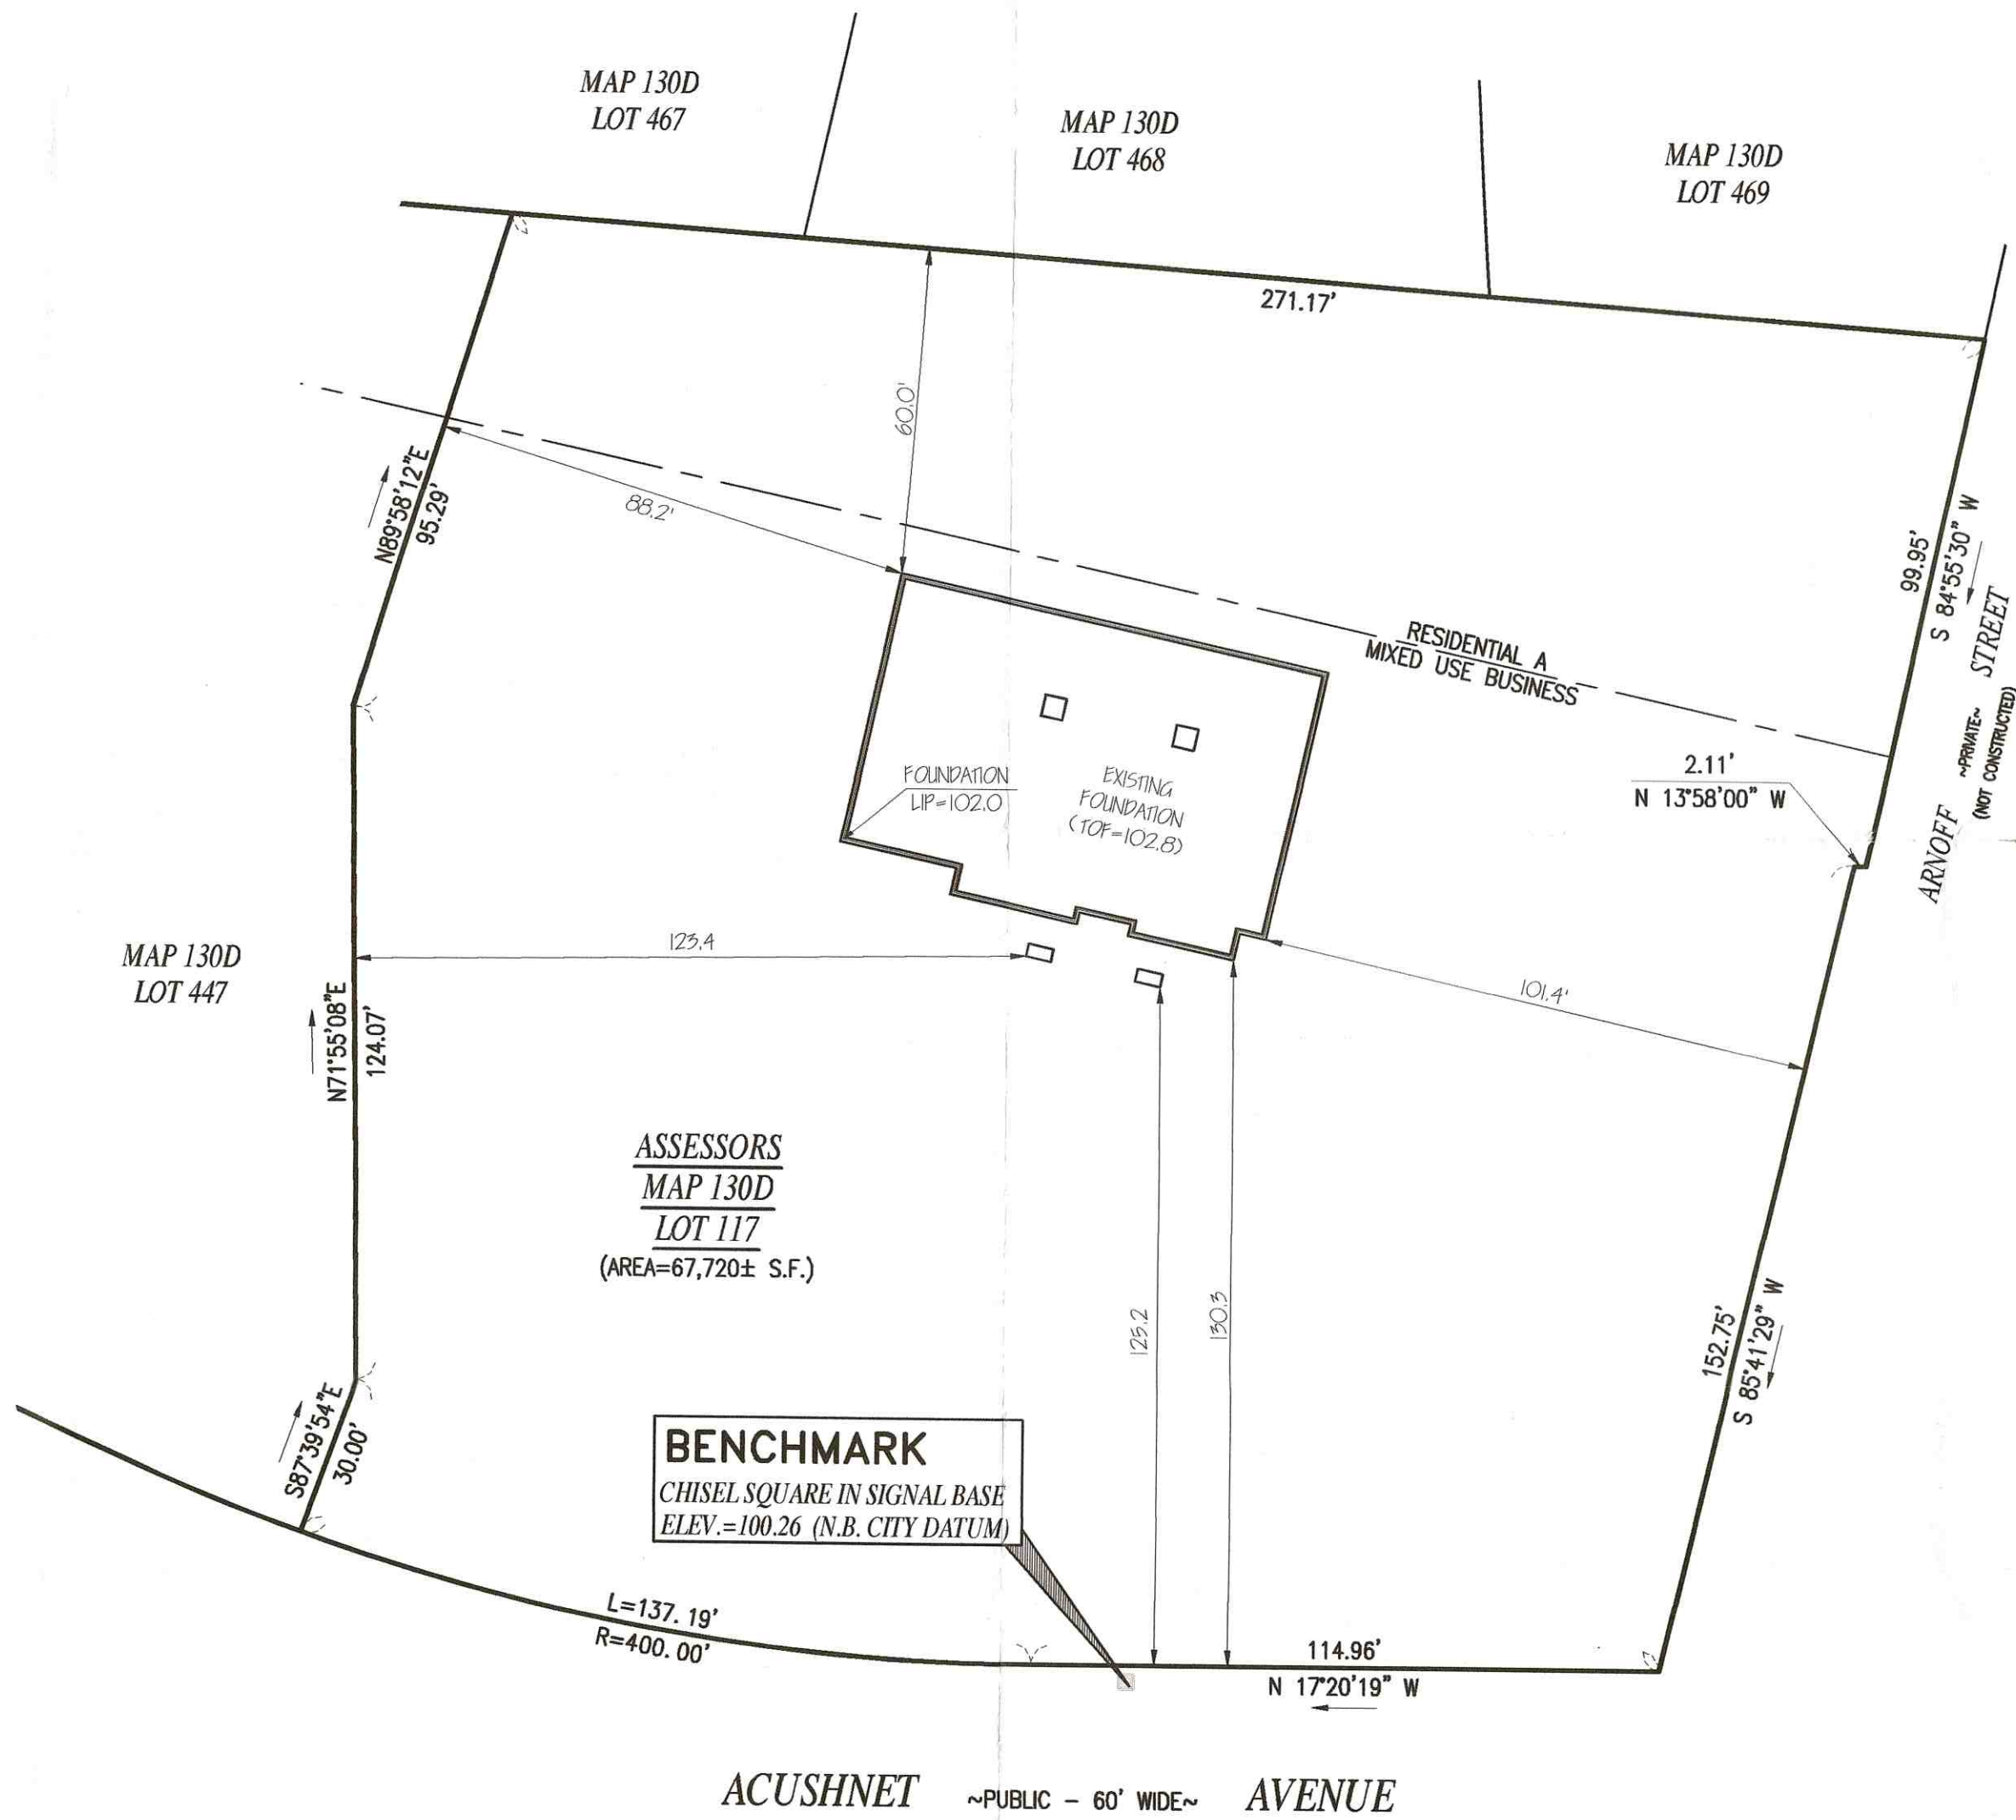 MAP 130D
LOT 467
MAP 130D
LOT 468
MAP 130D
LOT 469
271.17'
60.0'
88.2'
N89°58'12"E
95.29'
99.95'
S 84°55'30" W
RESIDENTIAL A
MIXED USE BUSINESS
ARNOFF STREET
~PRIVATE~
(NOT CONSTRUCTED)
2.11'
N 13°58'00" W
FOUNDATION
LIP=102.0
EXISTING
FOUNDATION
(TOF=102.8)
MAP 130D
LOT 447
123.4
101.4'
N71°55'08"E
124.07'
ASSESSORS
MAP 130D
LOT 117
(AREA=67,720± S.F.)
125.2
130.3
152.75'
S 85°41'29" W
S87°39'54"E
30.00'
BENCHMARK
CHISEL SQUARE IN SIGNAL BASE
ELEV.=100.26 (N.B. CITY DATUM)
L=137.19'
R=400.00'
114.96'
N 17°20'19" W
ACUSHNET ~PUBLIC - 60' WIDE~ AVENUE